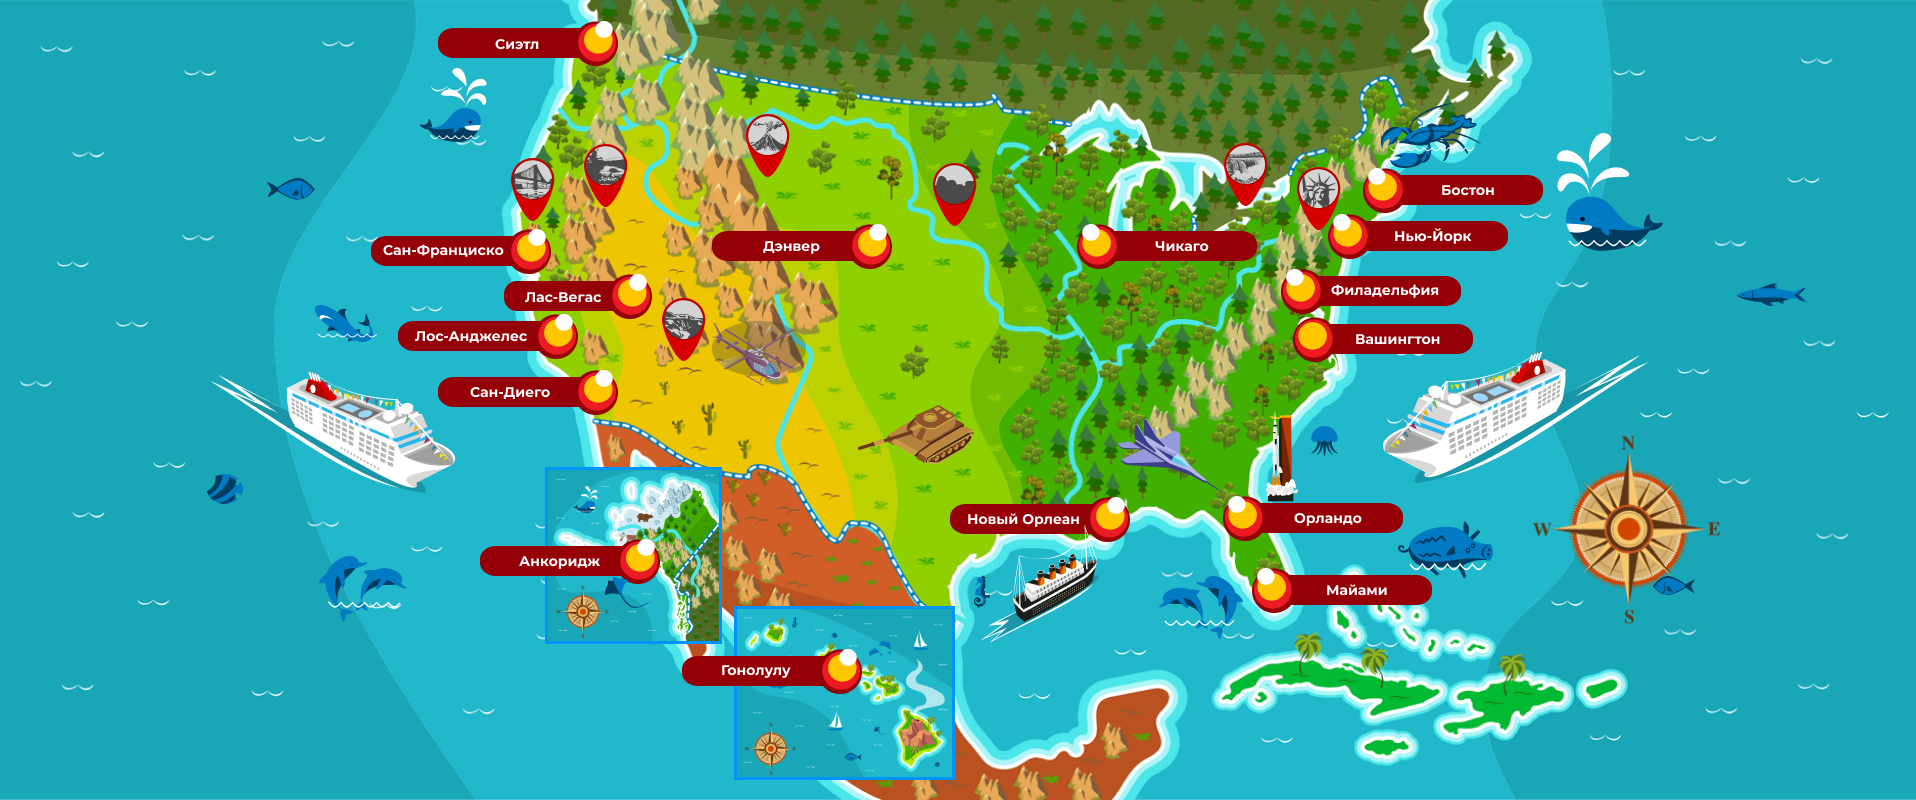 Сиэтл
Бостон
Нью-Йорк
Сан-Франциско
Дэнвер
Чикаго
Лас-Вегас
Филадельфия
Лос-Анджелес
Вашингтон
Сан-Диего
N
W
E
S
Новый Орлеан
Орландо
Анкоридж
Майами
Гонолулу